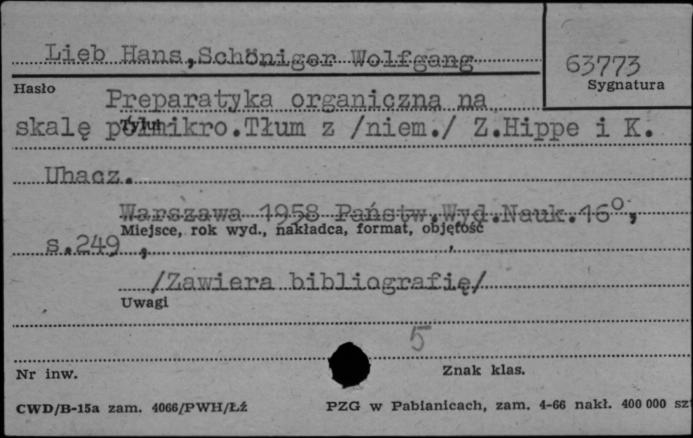 Lieb Hans,Schöniger Wolfgang
63773
Hasło
Sygnatura
Preparatyka organiczna na
skalę półmikro.Tłum z /niem./ Z.Hippe i K.
Tytuł
Uhacz.
Warszawa 1958 Państw.Wyd.Nauk.16°,
Miejsce, rok wyd., nakładca, format, objętość
s.249 ,
/Zawiera bibliografię/
Uwagi
5
Nr inw.
Znak klas.
CWD/B-15a zam. 4066/PWH/Łź
PZG w Pabianicach, zam. 4-66 nakł. 400 000 szt